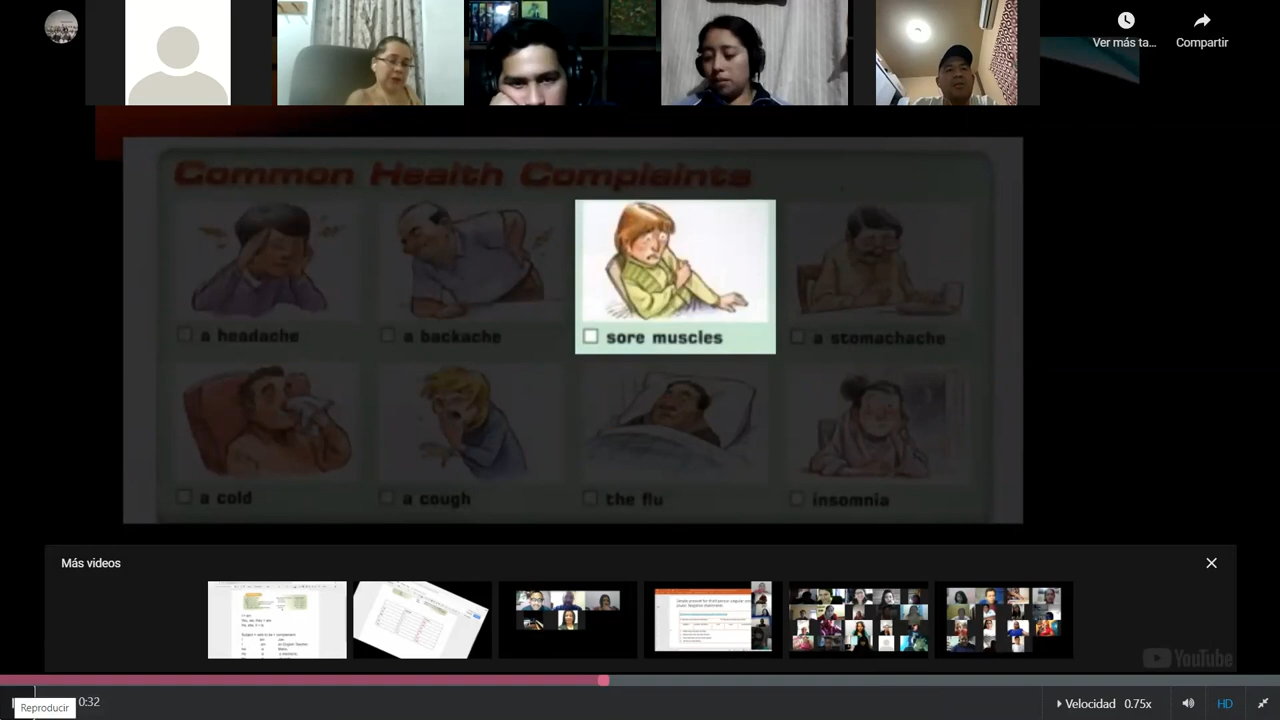 Ver más ta...
Compartir
Common Health Complaints
a headache
a backache
sore muscles
a stomachache
a cold
a cough
the flu
insomnia
Más videos
YouTube
Reproducir
0:32
Velocidad 0.75x
HD